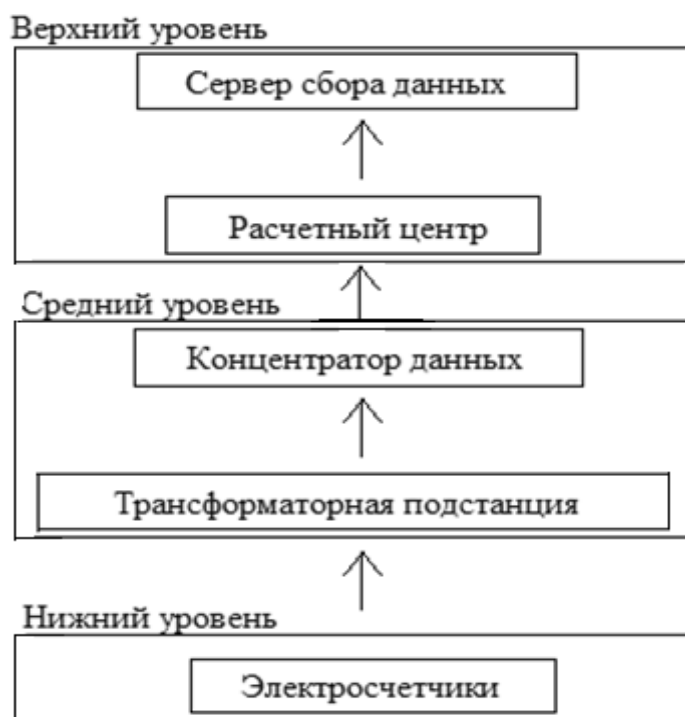 Верхний уровень
Сервер сбора данных
Расчетный центр
Средний уровень
Концентратор данных
Трансформаторная подстанция
Нижний уровень
Электросчетчики